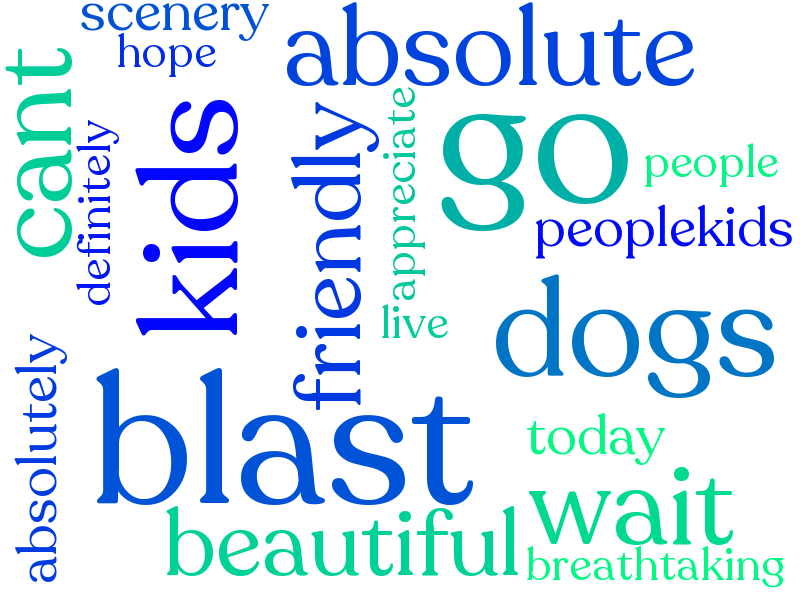 scenery
hope
absolute
cant
definitely
kids
friendly
appreciate
go
people
peoplekids
live
dogs
absolutely
blast
today
wait
beautiful
breathtaking